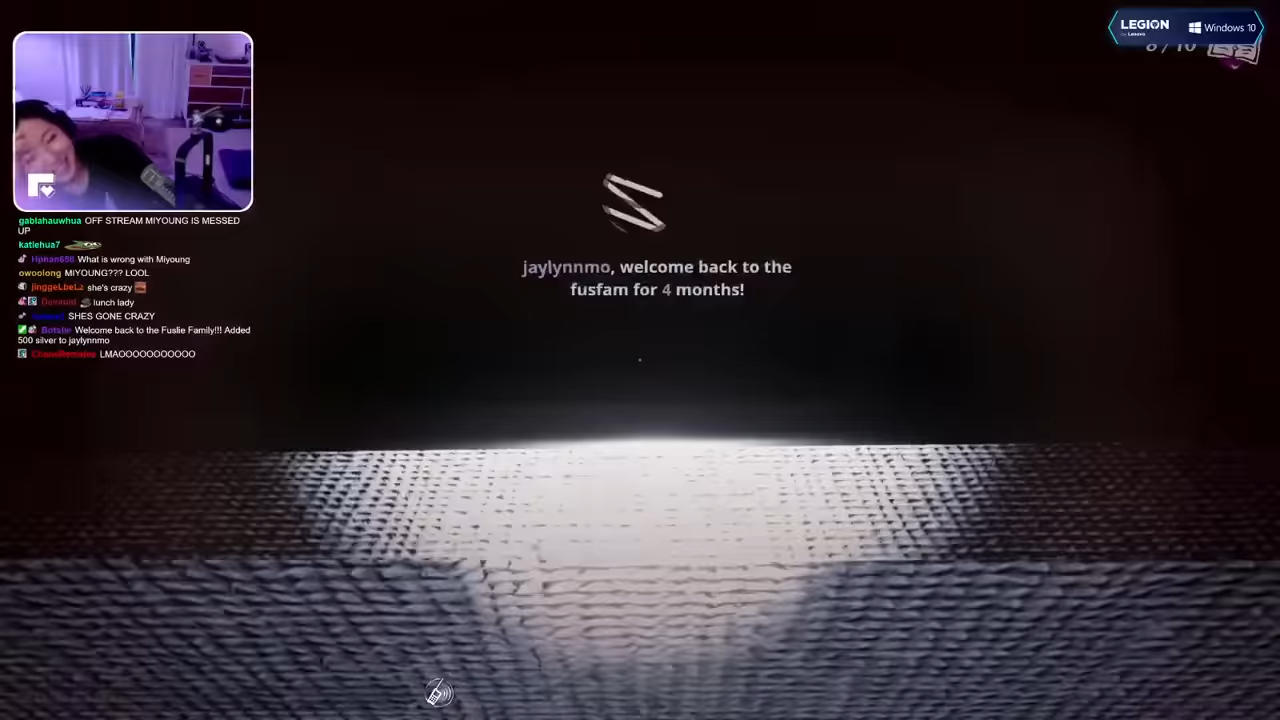 LEGION
Windows 10
8 / 10
gablahauwhua OFF STREAM MIYOUNG IS MESSED
UP
katiehua7
What is wrong with Miyoung
owoolong MIYOUNG??? LOOL
she's crazy
lunch lady
SHES GONE CRAZY
Welcome back to the Fuslie Family!!! Added
500 silver to jaylynnmo
LMAOOOOOOOOOOO
jaylynnmo, welcome back to the
fusfam for 4 months!